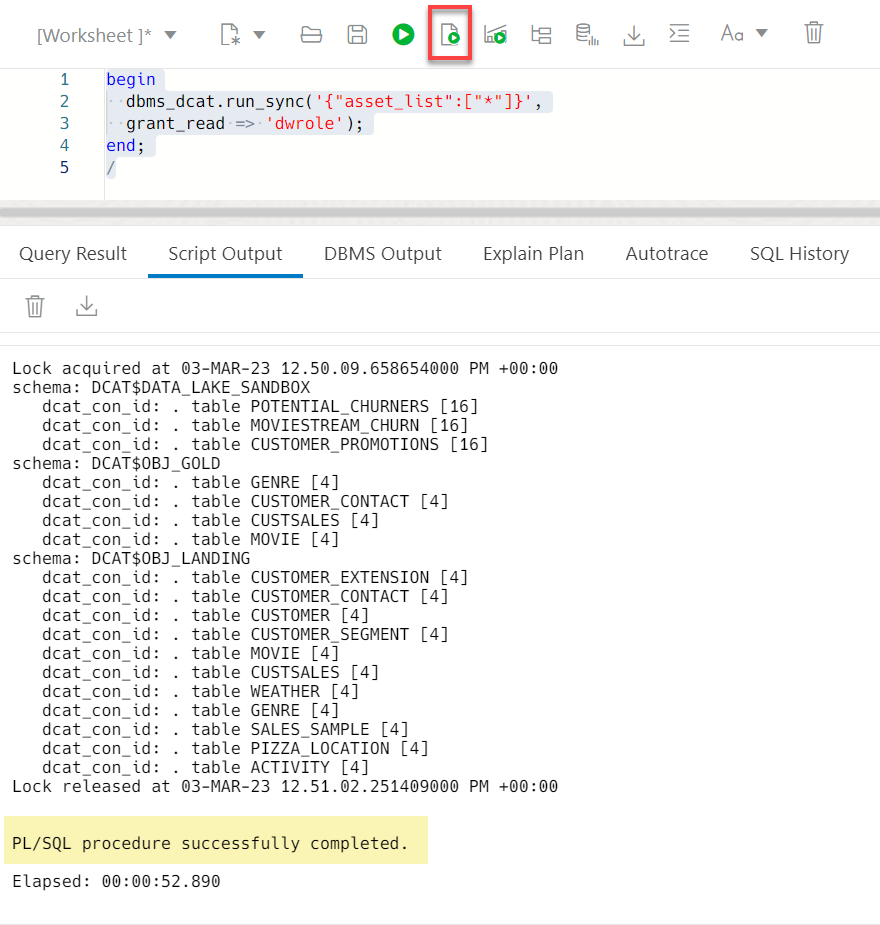 [Worksheet ]*
Aa
1 begin
2 dbms_dcat.run_sync('{"asset_list":["*"]}',
3 grant_read => 'dwrole');
4 end;
5 /
Query Result Script Output DBMS Output Explain Plan Autotrace SQL History
Lock acquired at 03-MAR-23 12.50.09.658654000 PM +00:00
schema: DCAT$DATA_LAKE_SANDBOX
   dcat_con_id: . table POTENTIAL_CHURNERS [16]
   dcat_con_id: . table MOVIESTREAM_CHURN [16]
   dcat_con_id: . table CUSTOMER_PROMOTIONS [16]
schema: DCAT$OBJ_GOLD
   dcat_con_id: . table GENRE [4]
   dcat_con_id: . table CUSTOMER_CONTACT [4]
   dcat_con_id: . table CUSTSALES [4]
   dcat_con_id: . table MOVIE [4]
schema: DCAT$OBJ_LANDING
   dcat_con_id: . table CUSTOMER_EXTENSION [4]
   dcat_con_id: . table CUSTOMER_CONTACT [4]
   dcat_con_id: . table CUSTOMER [4]
   dcat_con_id: . table CUSTOMER_SEGMENT [4]
   dcat_con_id: . table MOVIE [4]
   dcat_con_id: . table CUSTSALES [4]
   dcat_con_id: . table WEATHER [4]
   dcat_con_id: . table GENRE [4]
   dcat_con_id: . table SALES_SAMPLE [4]
   dcat_con_id: . table PIZZA_LOCATION [4]
   dcat_con_id: . table ACTIVITY [4]
Lock released at 03-MAR-23 12.51.02.251409000 PM +00:00
PL/SQL procedure successfully completed.
Elapsed: 00:00:52.890